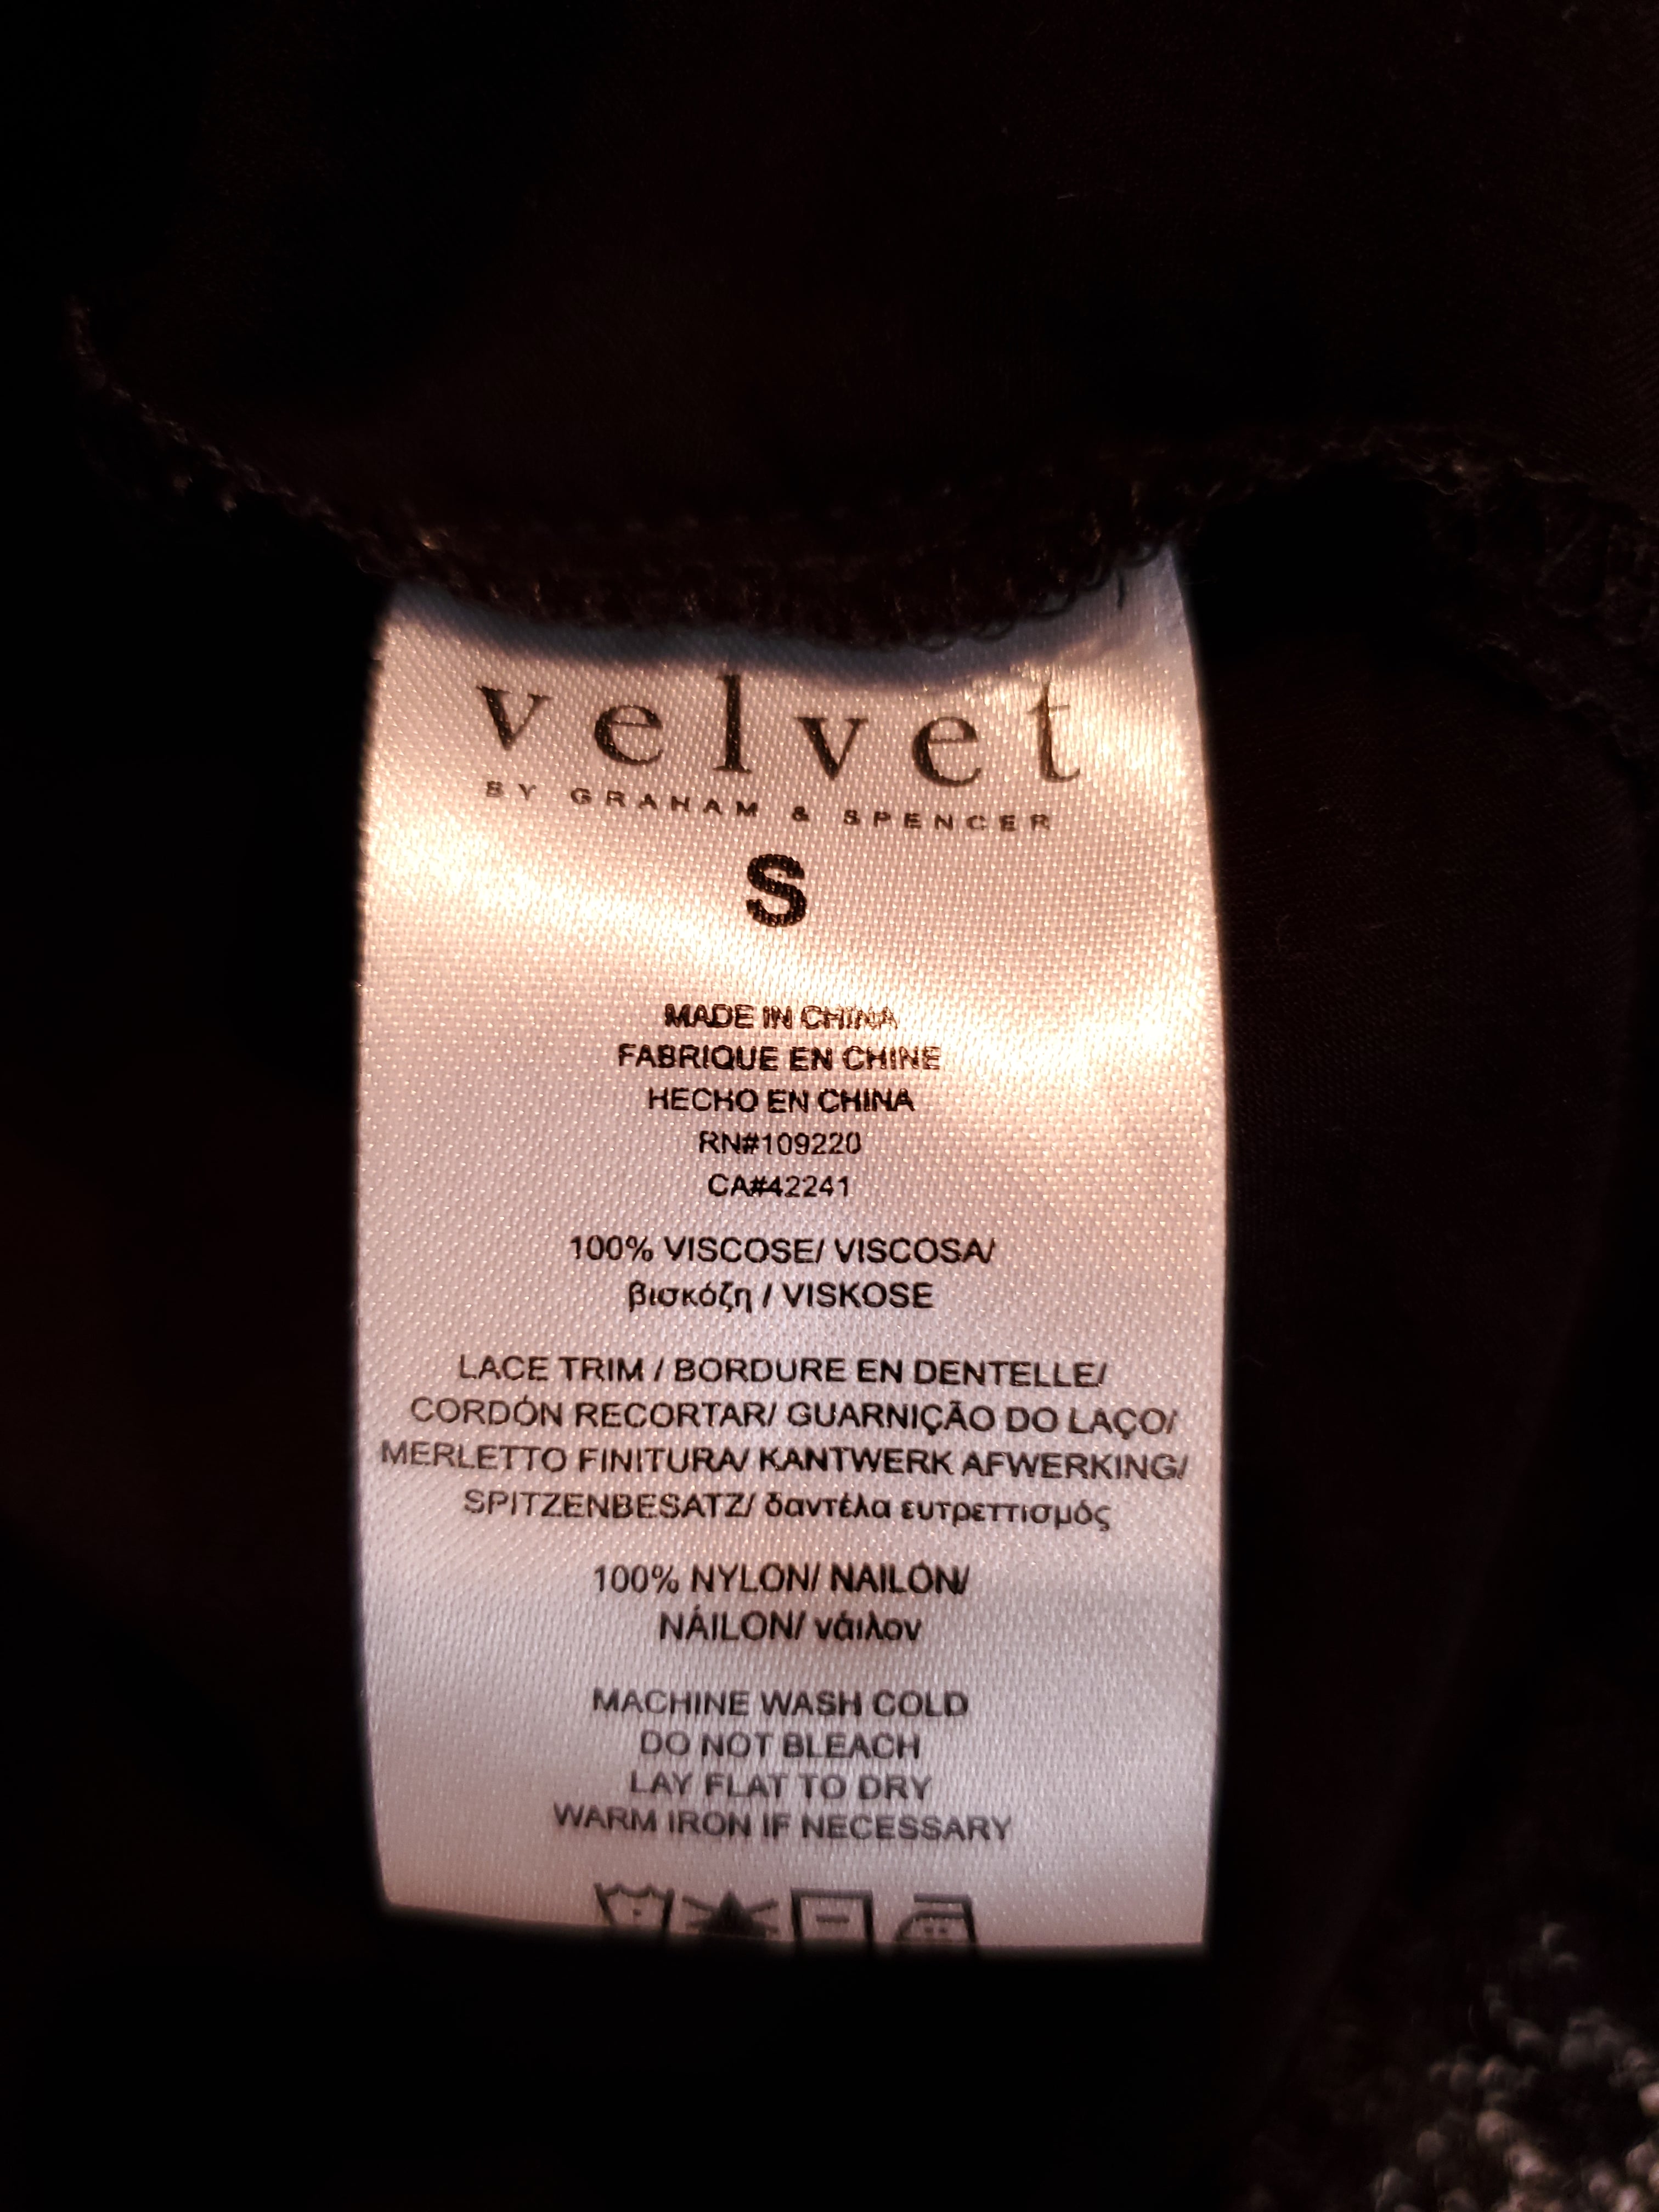 velvet
BY GRAHAM & SPENCER
S
MADE IN CHINA
FABRIQUE EN CHINE
HECHO EN CHINA
RN#109220
CA#42241
100% VISCOSE/ VISCOSA/
βισκόζη / VISKOSE
LACE TRIM / BORDURE EN DENTELLE/
CORDÓN RECORTAR/ GUARNIÇÃO DO LAÇO/
MERLETTO FINITURA/ KANTWERK AFWERKING/
SPITZENBESATZ/ δαντέλα ευτρεττισμός
100% NYLON/ NAILON/
NÁILON/ νάιλον
MACHINE WASH COLD
DO NOT BLEACH
LAY FLAT TO DRY
WARM IRON IF NECESSARY